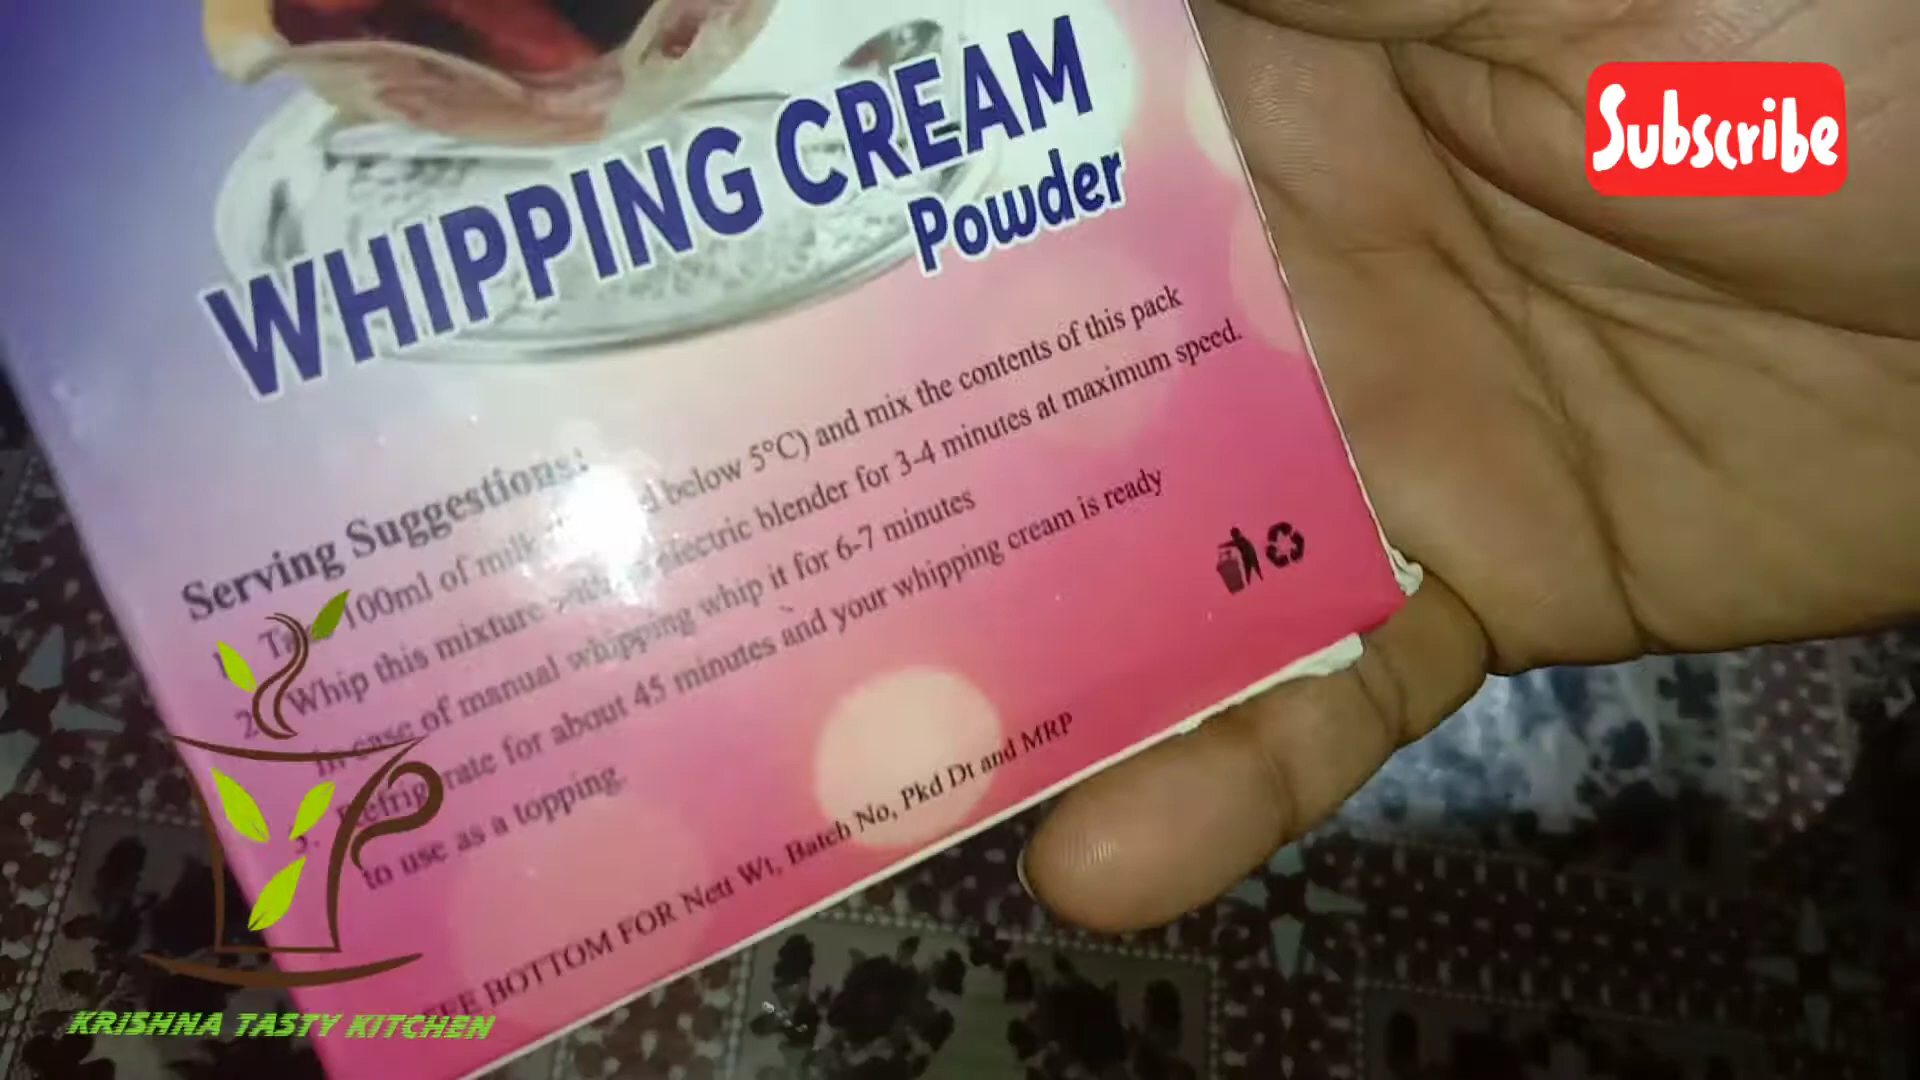 Subscribe
WHIPPING CREAM
Powder
Serving Suggestions:
100ml of milk below 5°C) and mix the contents of this pack
2. Whip this mixture electric blender for 3-4 minutes at maximum speed.
In case of manual whipping whip it for 6-7 minutes
3. Refrigerate for about 45 minutes and your whipping cream is ready
to use as a topping.
SEE BOTTOM FOR Nett Wt, Batch No, Pkd Dt and MRP
KRISHNA TASTY KITCHEN